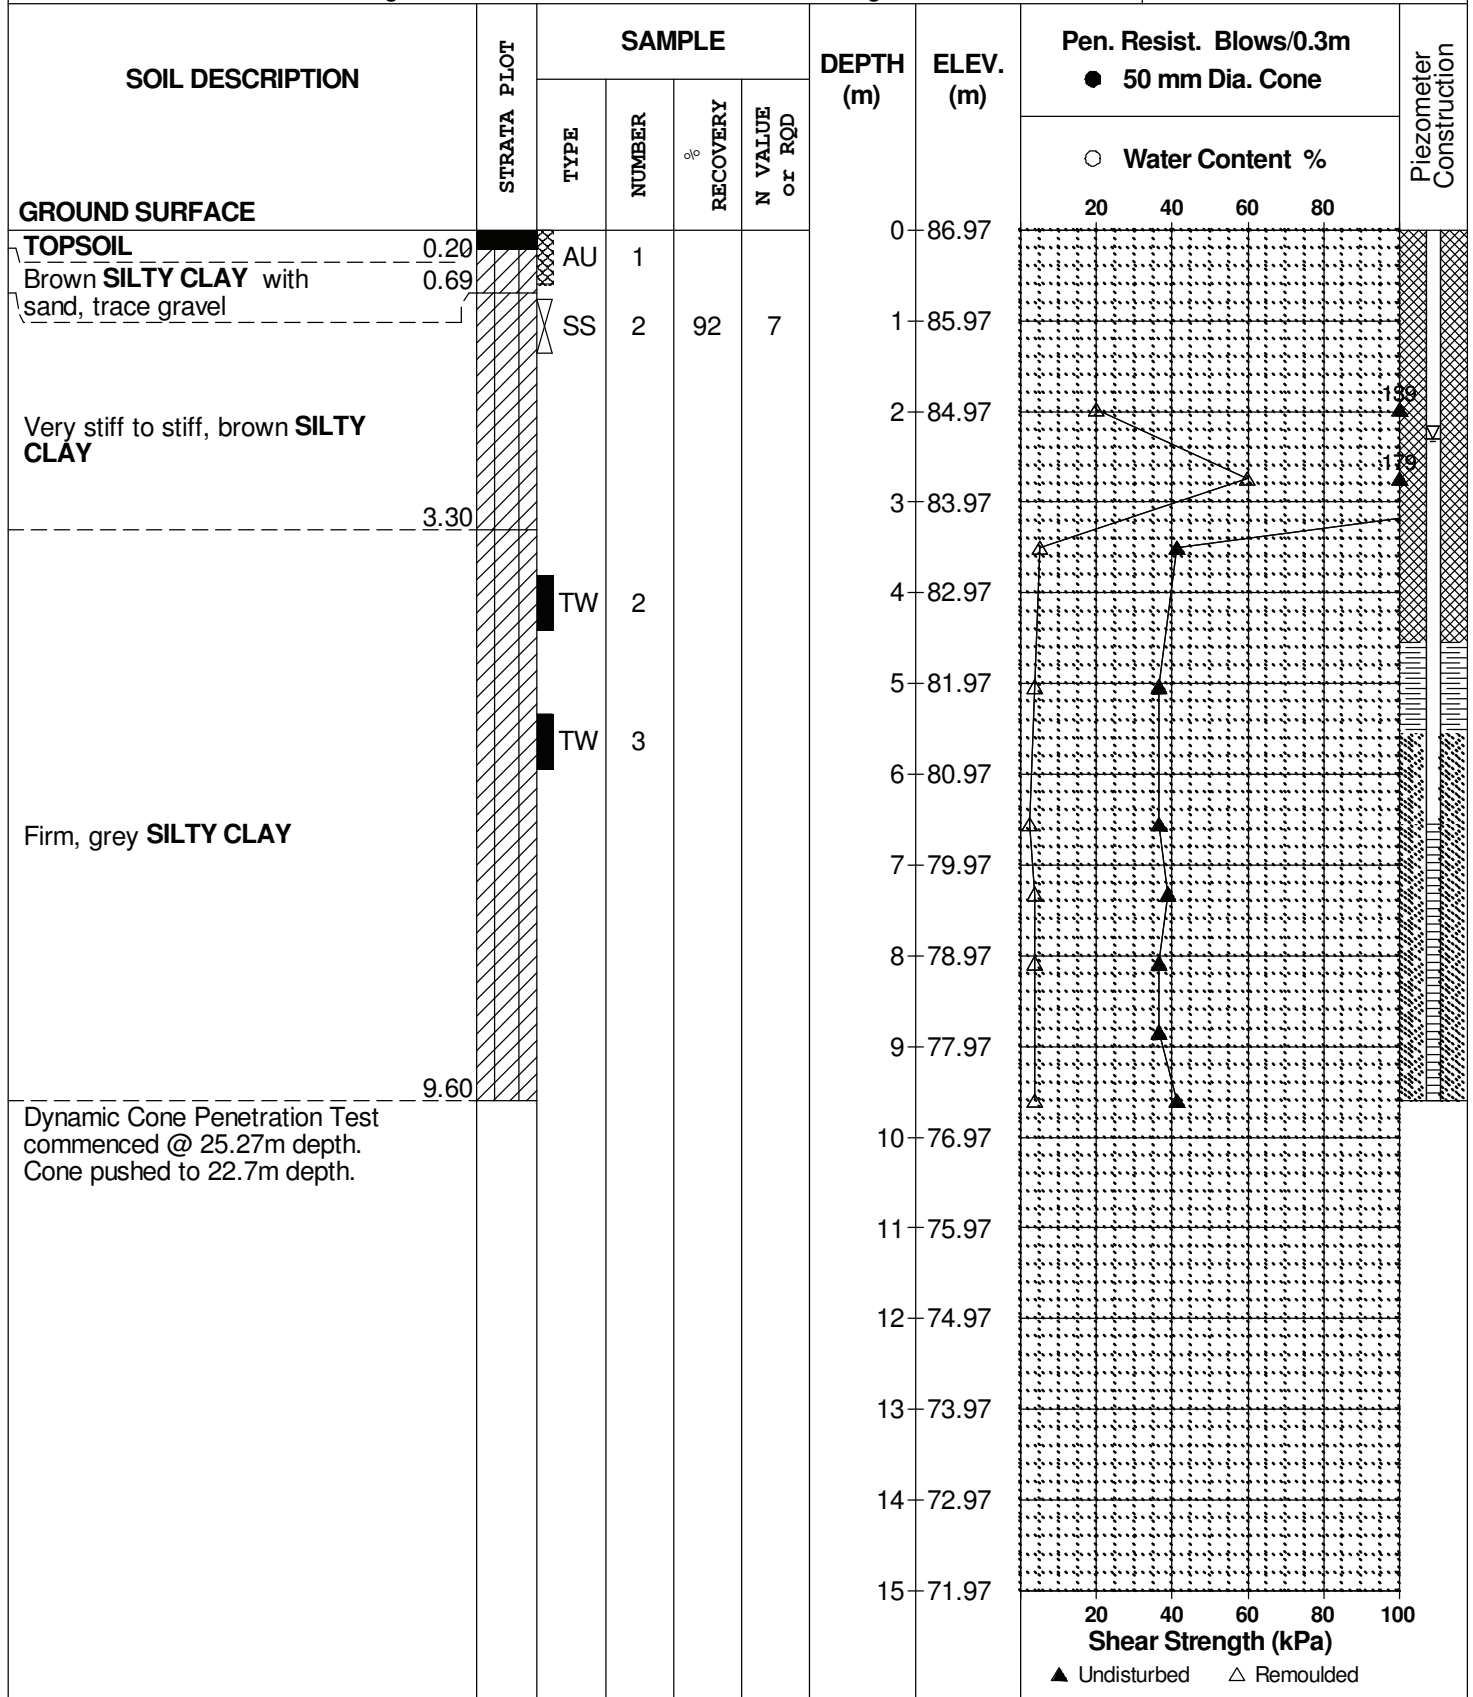 SOIL DESCRIPTION
STRATA PLOT
SAMPLE
TYPE
NUMBER
% RECOVERY
N VALUE or RQD
DEPTH (m)
ELEV. (m)
Pen. Resist. Blows/0.3m
● 50 mm Dia. Cone
○ Water Content %
Piezometer Construction
20 40 60 80
GROUND SURFACE
0 86.97
TOPSOIL 0.20
AU 1
Brown SILTY CLAY with 0.69
sand, trace gravel
SS 2 92 7
1 85.97
139
2 84.97
Very stiff to stiff, brown SILTY
CLAY
179
3 83.97
3.30
4 82.97
TW 2
5 81.97
TW 3
6 80.97
Firm, grey SILTY CLAY
7 79.97
8 78.97
9 77.97
9.60
Dynamic Cone Penetration Test
commenced @ 25.27m depth.
Cone pushed to 22.7m depth.
10 76.97
11 75.97
12 74.97
13 73.97
14 72.97
15 71.97
20 40 60 80 100
Shear Strength (kPa)
▲ Undisturbed △ Remoulded